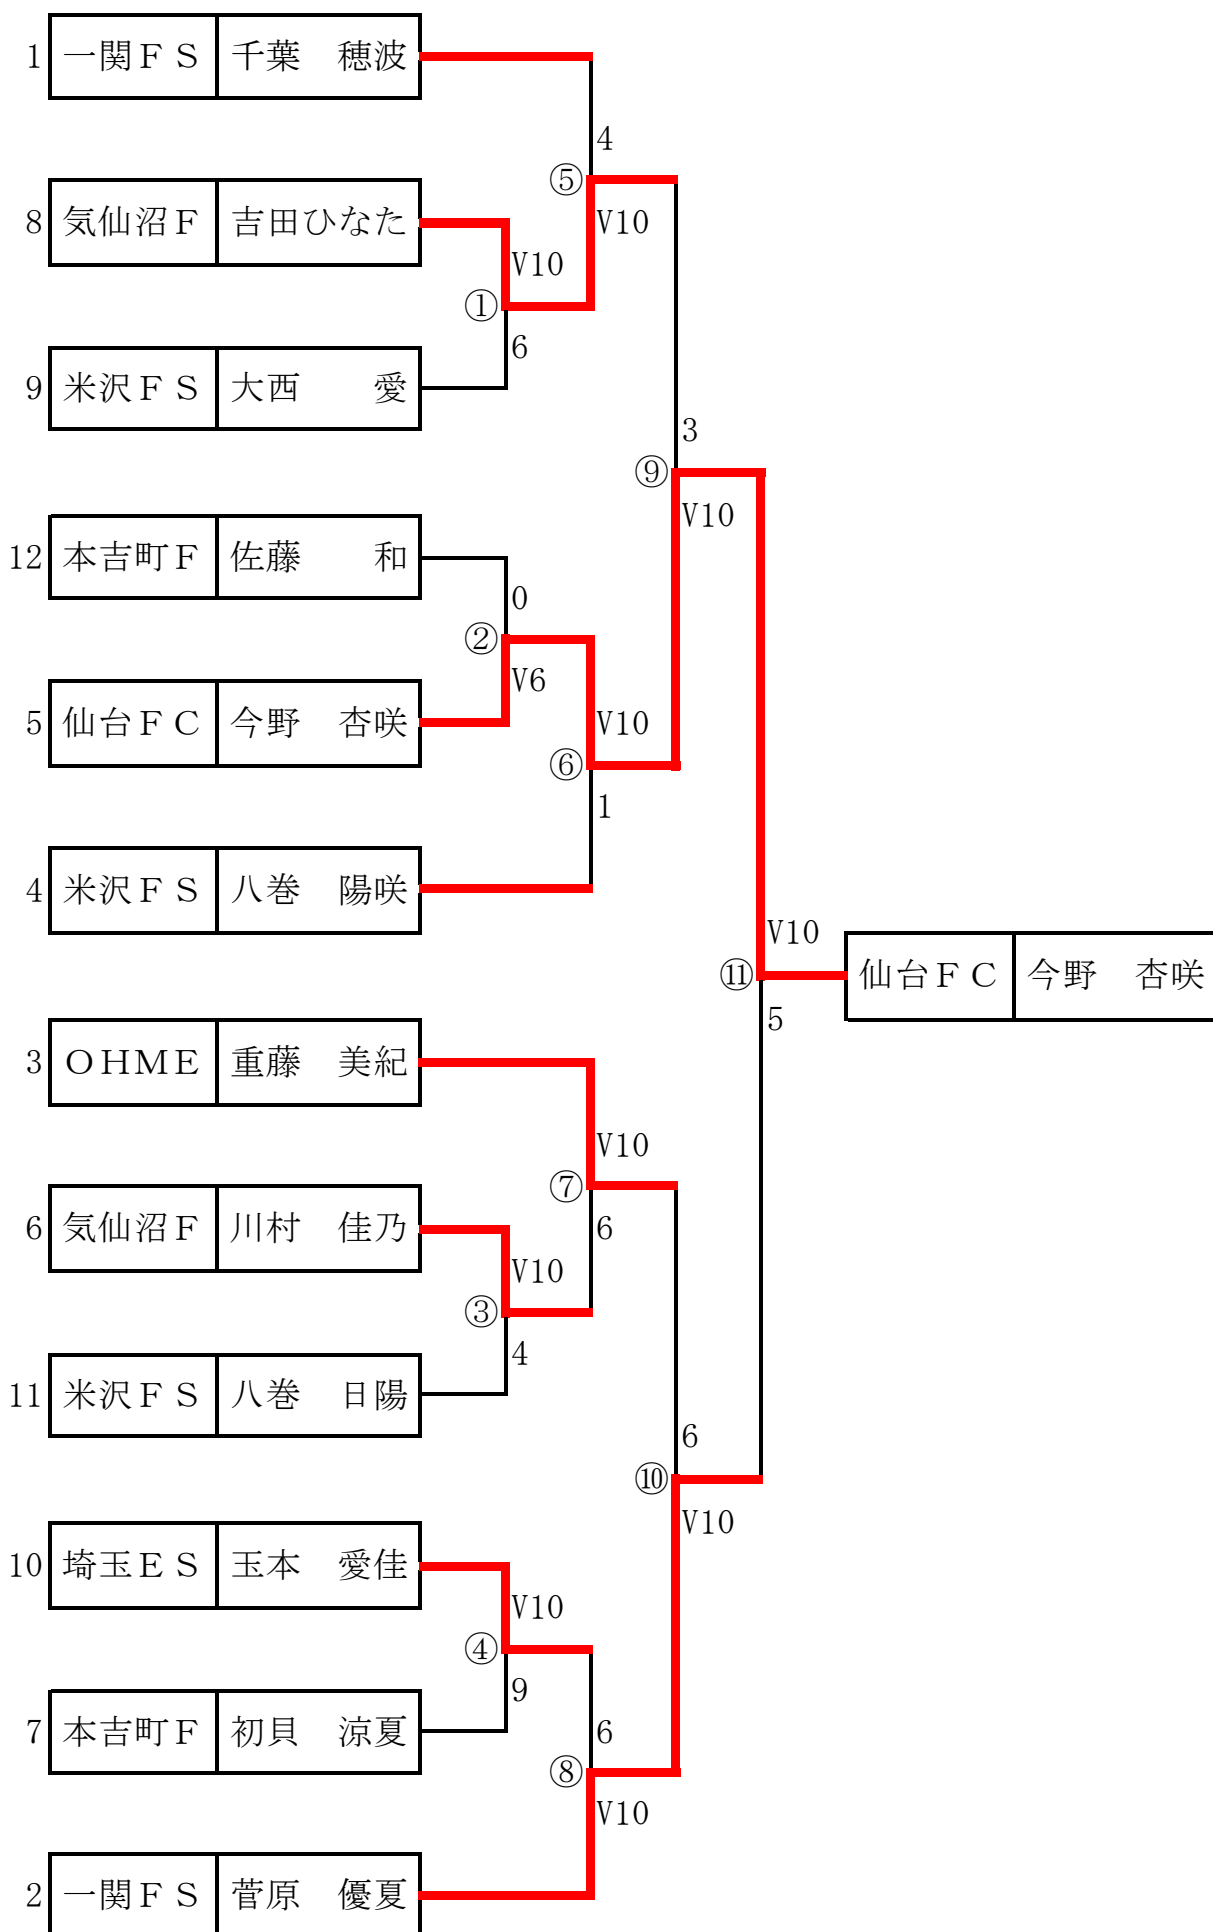 1 一関ＦＳ 千葉　穂波
4
⑤
8 気仙沼Ｆ 吉田ひなた V10
V10
①
6
9 米沢ＦＳ 大西　　愛
3
⑨
V10
12 本吉町Ｆ 佐藤　　和
0
②
V6
5 仙台ＦＣ 今野　杏咲 V10
⑥
1
4 米沢ＦＳ 八巻　陽咲
V10
⑪ 仙台ＦＣ 今野　杏咲
5
3 ＯＨＭＥ 重藤　美紀
V10
⑦
6 気仙沼Ｆ 川村　佳乃 6
V10
③
4
11 米沢ＦＳ 八巻　日陽
6
⑩
V10
10 埼玉ＥＳ 玉本　愛佳
V10
④
9
7 本吉町Ｆ 初貝　涼夏 6
⑧
V10
2 一関ＦＳ 菅原　優夏